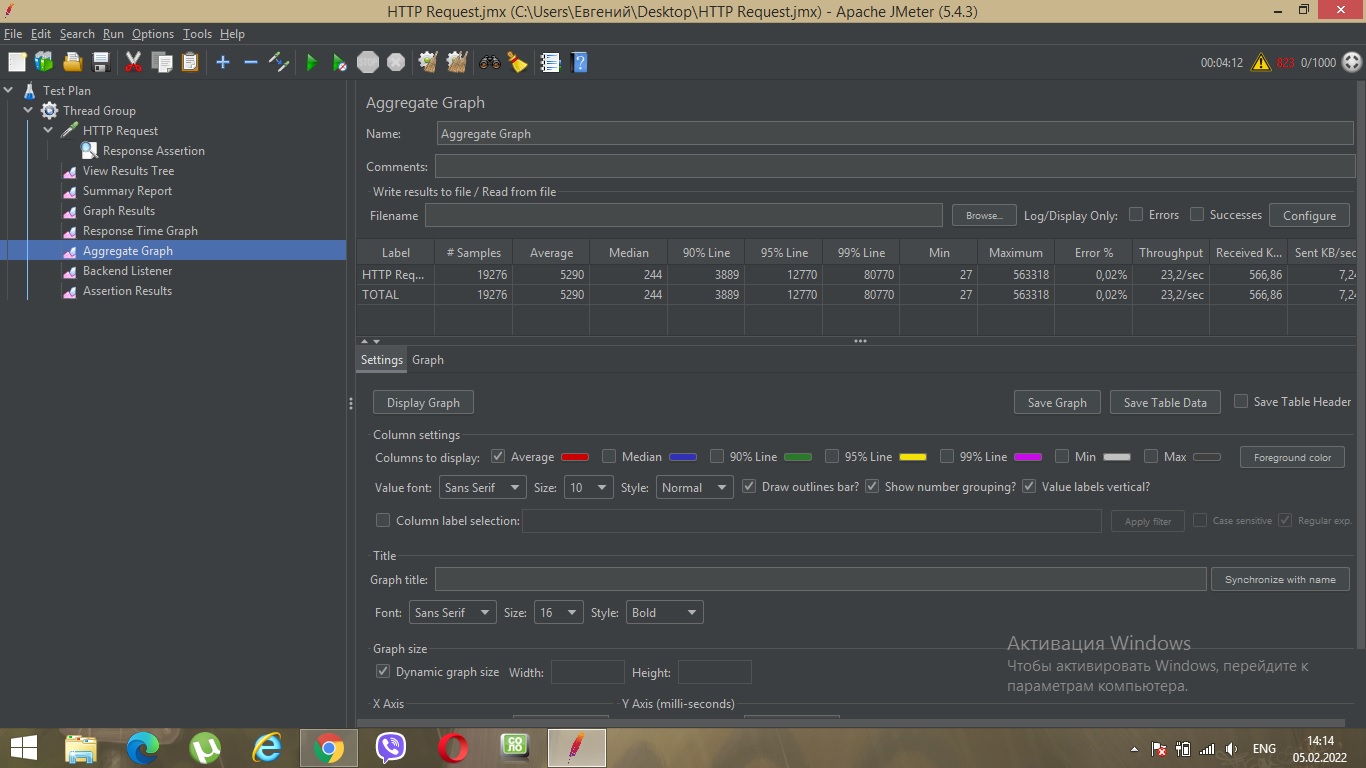 HTTP Request.jmx (C:\Users\Евгений\Desktop\HTTP Request.jmx) - Apache JMeter (5.4.3)
File Edit Search Run Options Tools Help
STOP 00:04:12 823 0/1000
Test Plan
Thread Group
HTTP Request
Response Assertion
View Results Tree
Summary Report
Graph Results
Response Time Graph
Aggregate Graph
Backend Listener
Assertion Results
Aggregate Graph
Name: Aggregate Graph
Comments:
Write results to file / Read from file
Filename Browse... Log/Display Only: Errors Successes Configure
Label # Samples Average Median 90% Line 95% Line 99% Line Min Maximum Error % Throughput Received K... Sent KB/sec
HTTP Req... 19276 5290 244 3889 12770 80770 27 563318 0,02% 23,2/sec 566,86 7,24
TOTAL 19276 5290 244 3889 12770 80770 27 563318 0,02% 23,2/sec 566,86 7,24
Settings Graph
Display Graph Save Graph Save Table Data Save Table Header
Column settings
Columns to display: Average Median 90% Line 95% Line 99% Line Min Max Foreground color
Value font: Sans Serif Size: 10 Style: Normal Draw outlines bar? Show number grouping? Value labels vertical?
Column label selection: Apply filter Case sensitive Regular exp.
Title
Graph title: Synchronize with name
Font: Sans Serif Size: 16 Style: Bold
Graph size
Dynamic graph size Width: Height:
X Axis Y Axis (milli-seconds)
Активация Windows
Чтобы активировать Windows, перейдите к
параметрам компьютера.
СОЛО
ENG
14:14
05.02.2022